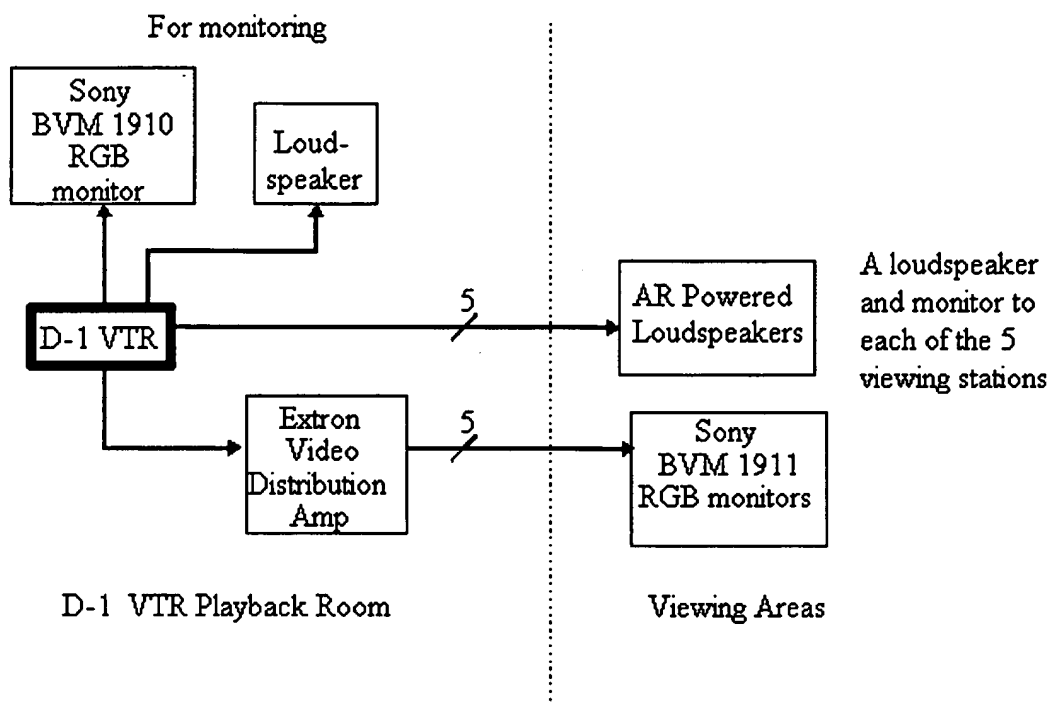 For monitoring
Sony
BVM 1910
RGB
monitor
Loud-
speaker
D-1 VTR
5
AR Powered
Loudspeakers
A loudspeaker
and monitor to
each of the 5
viewing stations
Extron
Video
Distribution
Amp
5
Sony
BVM 1911
RGB monitors
D-1 VTR Playback Room
Viewing Areas